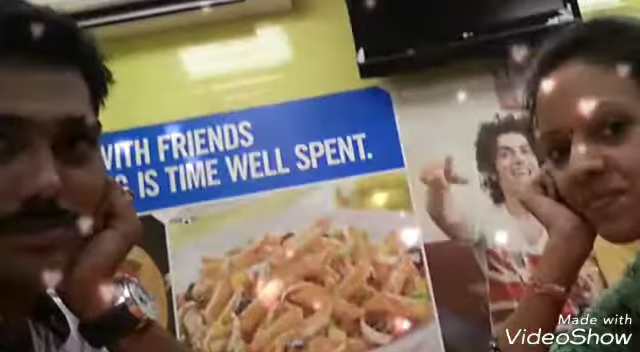 WITH FRIENDS
IS TIME WELL SPENT.
Made with
VideoShow